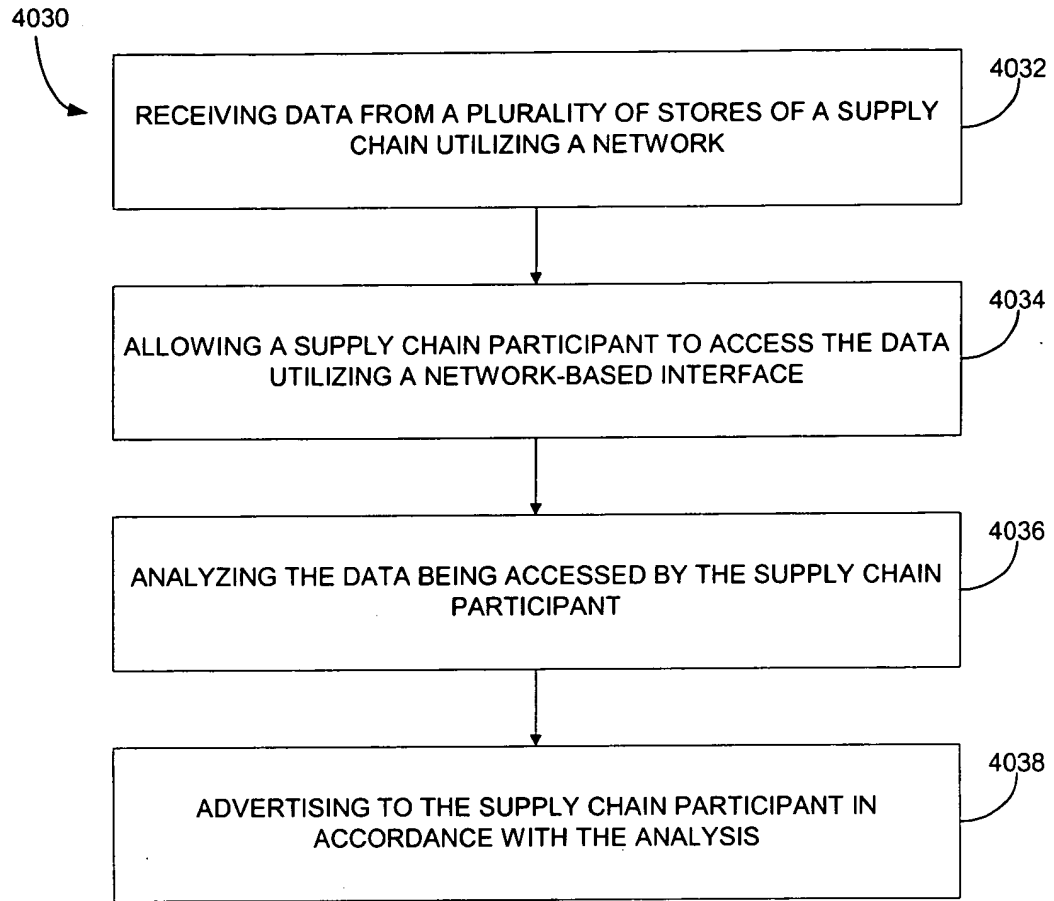 4030
4032
RECEIVING DATA FROM A PLURALITY OF STORES OF A SUPPLY
CHAIN UTILIZING A NETWORK
4034
ALLOWING A SUPPLY CHAIN PARTICIPANT TO ACCESS THE DATA
UTILIZING A NETWORK-BASED INTERFACE
4036
ANALYZING THE DATA BEING ACCESSED BY THE SUPPLY CHAIN
PARTICIPANT
4038
ADVERTISING TO THE SUPPLY CHAIN PARTICIPANT IN
ACCORDANCE WITH THE ANALYSIS